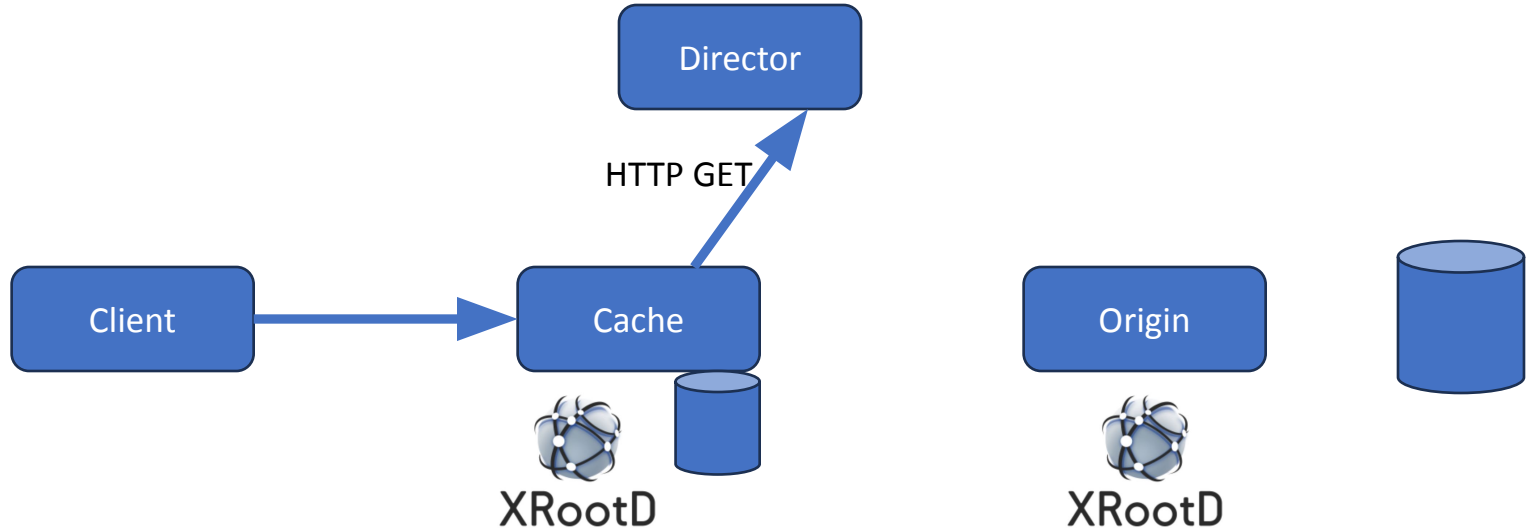 Director
HTTP GET
Client
Cache
Origin
XRootD
XRootD